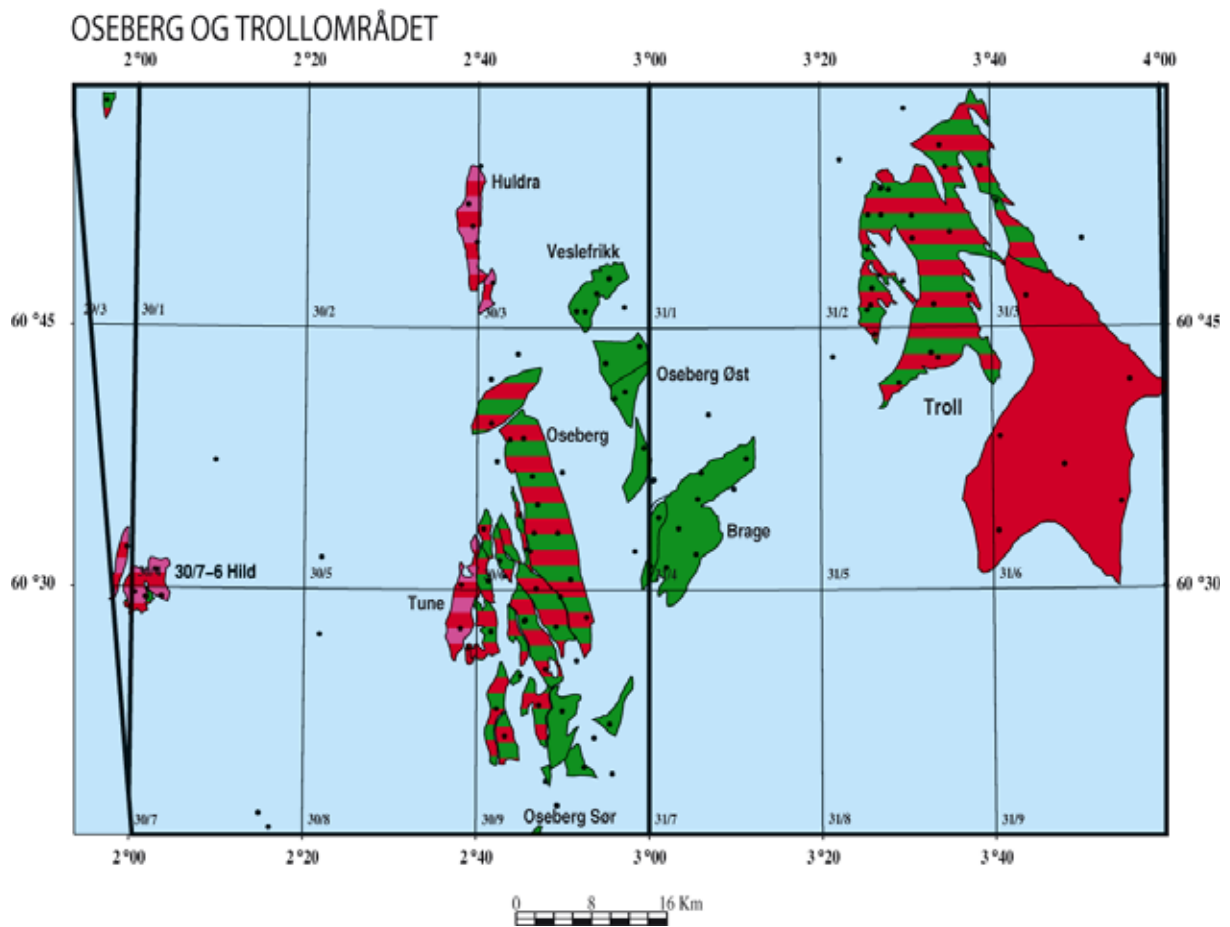 OSEBERG OG TROLLOMRÅDET
2°00 2°20 2°40 3°00 3°20 3°40 4°00
Huldra
Veslefrikk
60°45 29/3 30/1 30/2 30/3 31/1 31/2 31/3 60°45
Oseberg Øst
Troll
Oseberg
Brage
30/7-6 Hild
60°30 30/5 31/5 31/6 60°30
Tune
Oseberg Sør
30/7 30/8 30/9 31/7 31/8 31/9
2°00 2°20 2°40 3°00 3°20 3°40
0 8 16 Km